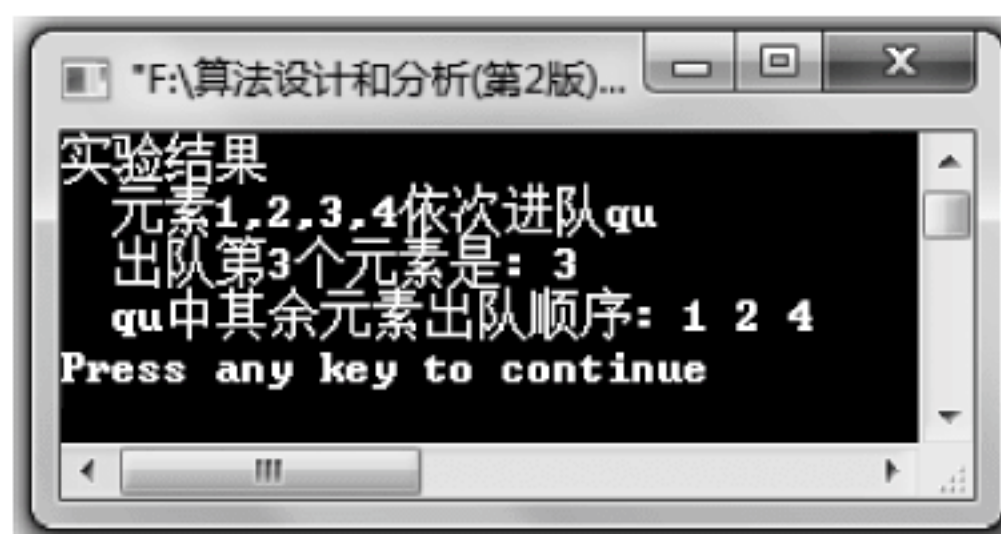 "F:\算法设计和分析(第2版)...
实验结果
元素1,2,3,4依次进队qu
出队第3个元素是: 3
qu中其余元素出队顺序: 1 2 4
Press any key to continue